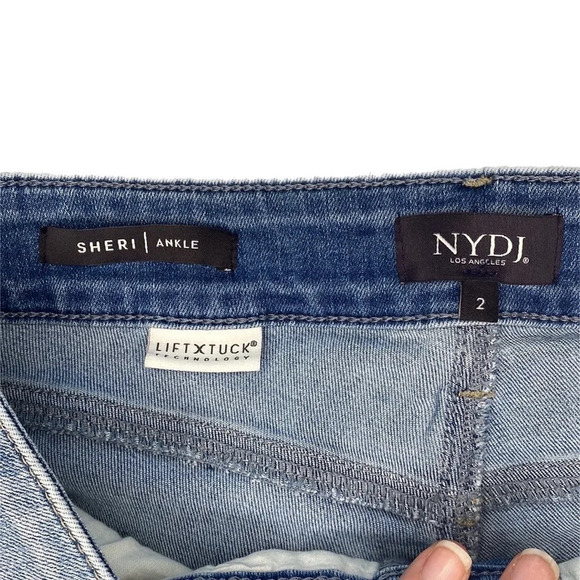 SHERI | ANKLE
NYDJ®
LOS ANGELES
2
LIFTXTUCK®
TECHNOLOGY